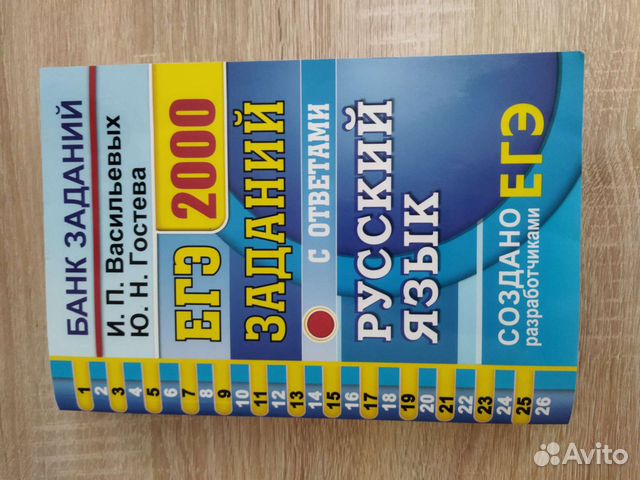 БАНК ЗАДАНИЙ
И. П. Васильевых
Ю. Н. Гостева
ЕГЭ 2000
ЗАДАНИЙ
С ОТВЕТАМИ
РУССКИЙ
ЯЗЫК
СОЗДАНО
разработчиками
ЕГЭ
1
2
3
4
5
6
7
8
9
10
11
12
13
14
15
16
17
18
19
20
21
22
23
24
25
26
Avito